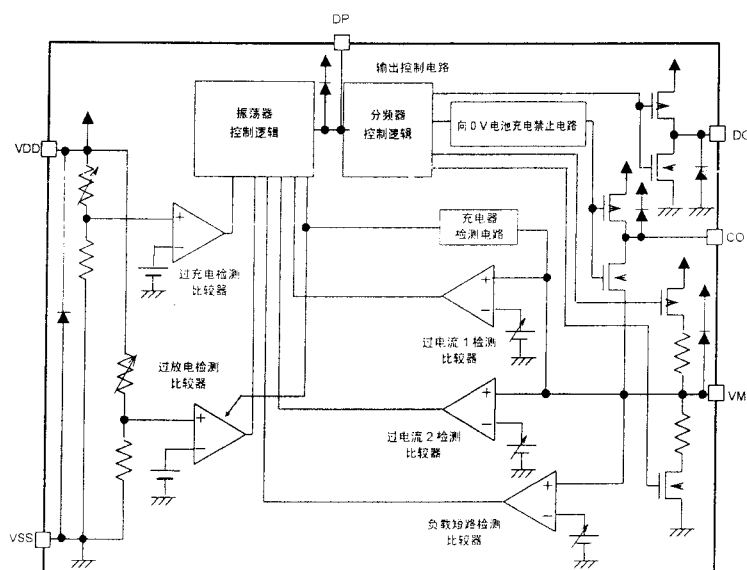 DP
输出控制电路
振荡器
控制逻辑
分频器
控制逻辑
向0V电池充电禁止电路
VDD
DO
充电器
检测电路
CO
过充电检测
比较器
过电流1检测
比较器
过放电检测
比较器
VM
过电流2检测
比较器
负载短路检测
比较器
VSS